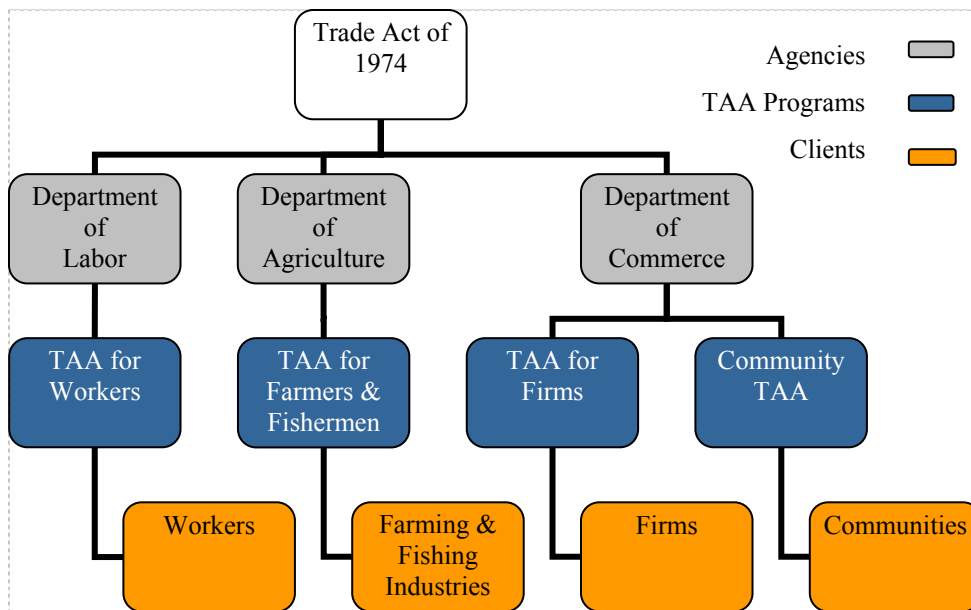 Trade Act of
1974
Agencies
TAA Programs
Clients
Department
of
Labor
Department
of
Agriculture
Department
of
Commerce
TAA for
Workers
TAA for
Farmers &
Fishermen
TAA for
Firms
Community
TAA
Workers
Farming &
Fishing
Industries
Firms
Communities